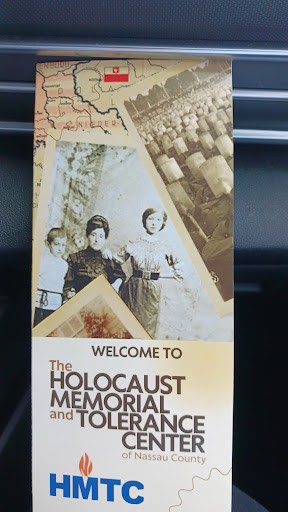 WELCOME TO
The
HOLOCAUST
MEMORIAL
and TOLERANCE
CENTER
of Nassau County
HMTC